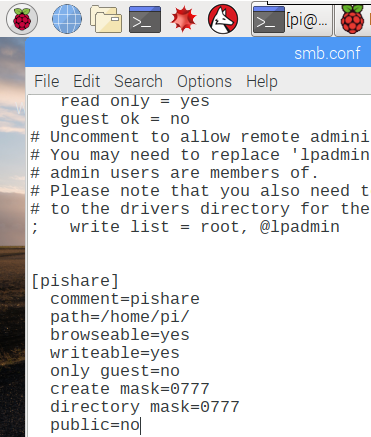 [pi@...
smb.conf
File Edit Search Options Help
read only = yes
guest ok = no
# Uncomment to allow remote admini
# You may need to replace 'lpadmin
# admin users are members of.
# Please note that you also need t
# to the drivers directory for the
;   write list = root, @lpadmin
[pishare]
comment=pishare
path=/home/pi/
browseable=yes
writeable=yes
only guest=no
create mask=0777
directory mask=0777
public=no